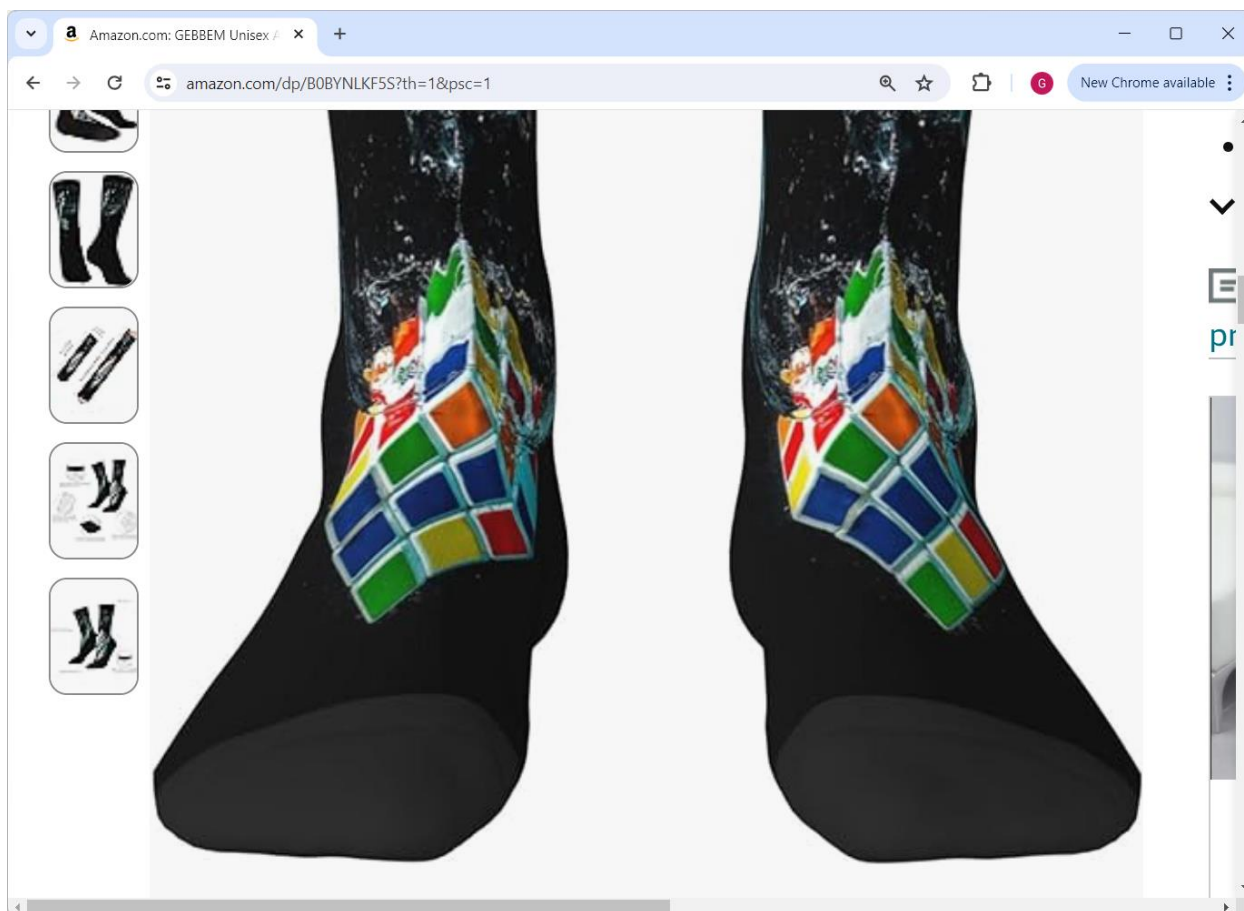 Amazon.com: GEBBEM Unisex A
amazon.com/dp/B0BYNLKF5S?th=1&psc=1
G
New Chrome available
pr